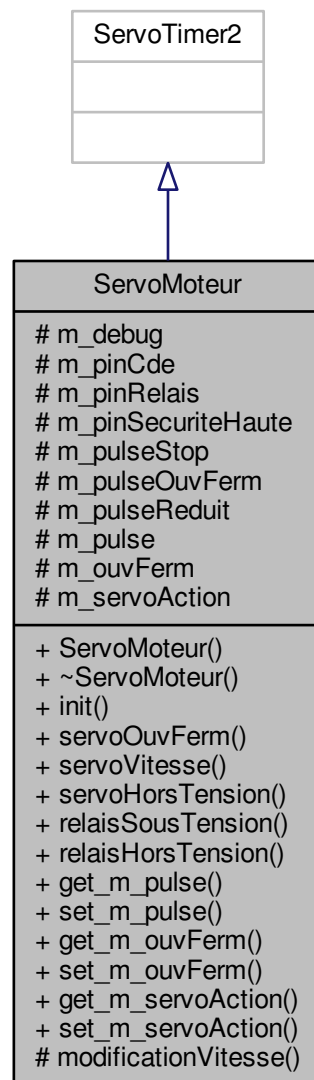 ServoTimer2
ServoMoteur
# m_debug
# m_pinCde
# m_pinRelais
# m_pinSecuriteHaute
# m_pulseStop
# m_pulseOuvFerm
# m_pulseReduit
# m_pulse
# m_ouvFerm
# m_servoAction
+ ServoMoteur()
+ ~ServoMoteur()
+ init()
+ servoOuvFerm()
+ servoVitesse()
+ servoHorsTension()
+ relaisSousTension()
+ relaisHorsTension()
+ get_m_pulse()
+ set_m_pulse()
+ get_m_ouvFerm()
+ set_m_ouvFerm()
+ get_m_servoAction()
+ set_m_servoAction()
# modificationVitesse()